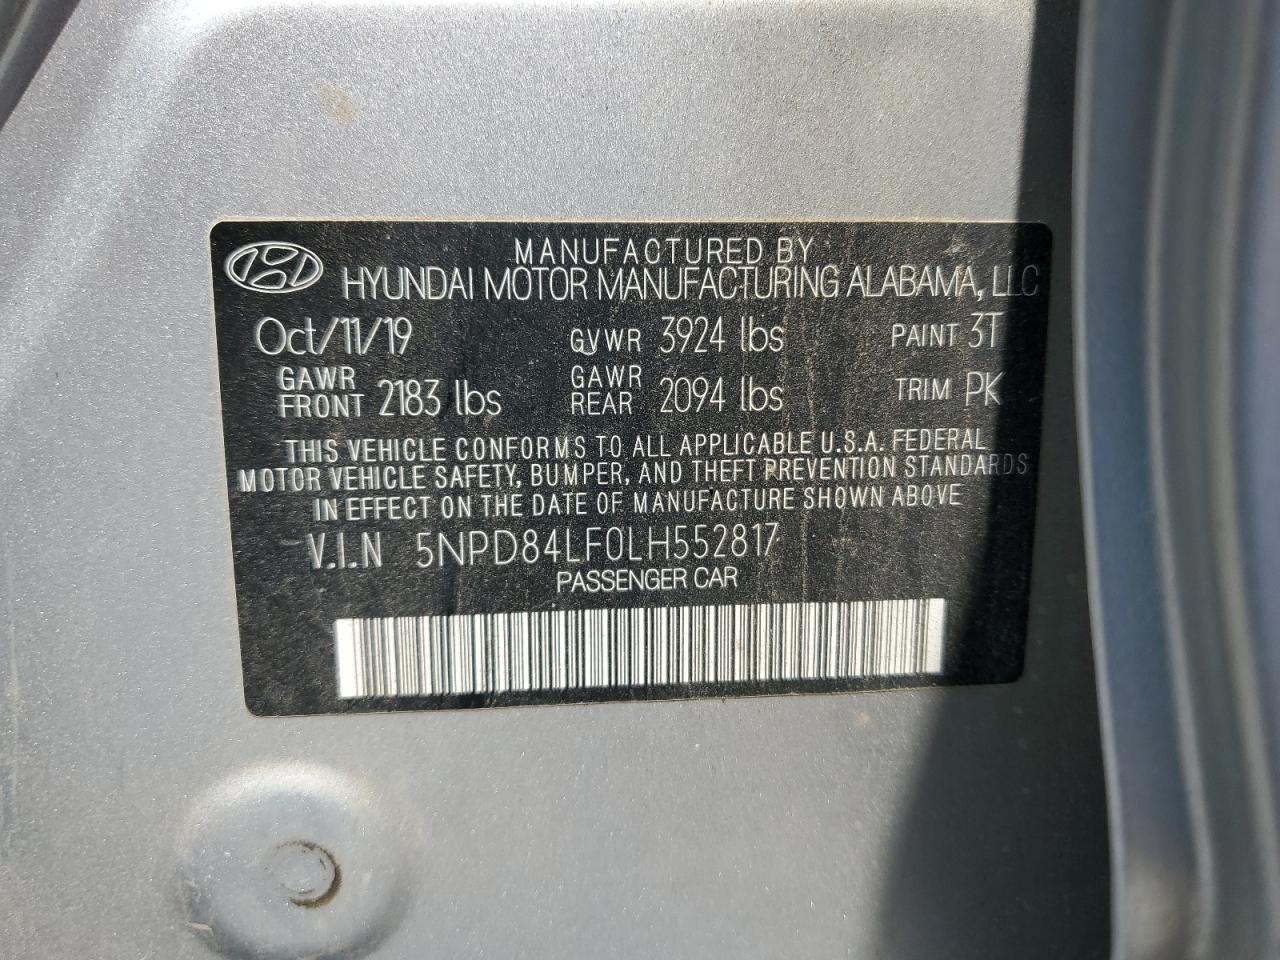 MANUFACTURED BY
HYUNDAI MOTOR MANUFACTURING ALABAMA, LLC
Oct/11/19 GVWR 3924 lbs PAINT 3T
GAWR FRONT 2183 lbs GAWR REAR 2094 lbs TRIM PK
THIS VEHICLE CONFORMS TO ALL APPLICABLE U.S.A. FEDERAL
MOTOR VEHICLE SAFETY, BUMPER, AND THEFT PREVENTION STANDARDS
IN EFFECT ON THE DATE OF MANUFACTURE SHOWN ABOVE
V.I.N 5NPD84LF0LH552817
PASSENGER CAR